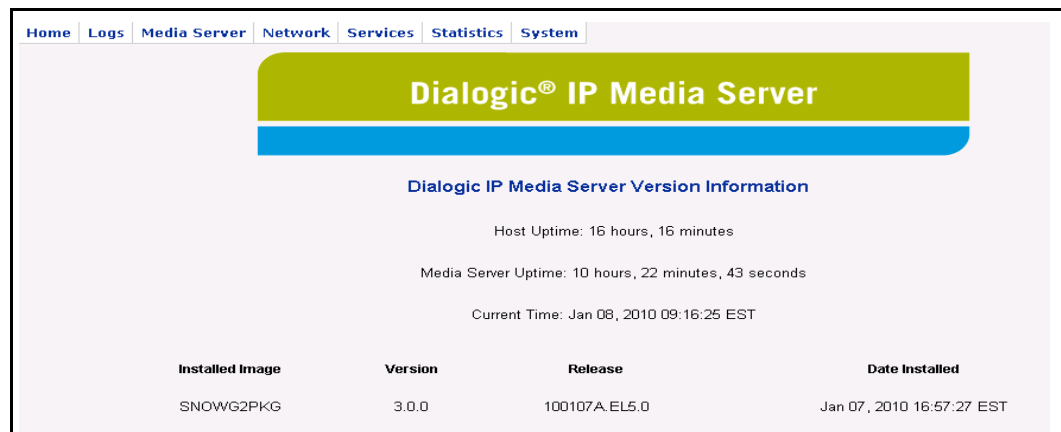 Home Logs Media Server Network Services Statistics System
Dialogic® IP Media Server
Dialogic IP Media Server Version Information
Host Uptime: 16 hours, 16 minutes
Media Server Uptime: 10 hours, 22 minutes, 43 seconds
Current Time: Jan 08, 2010 09:16:25 EST
Installed Image Version Release Date Installed
SNOWG2PKG 3.0.0 100107A.EL5.0 Jan 07, 2010 16:57:27 EST